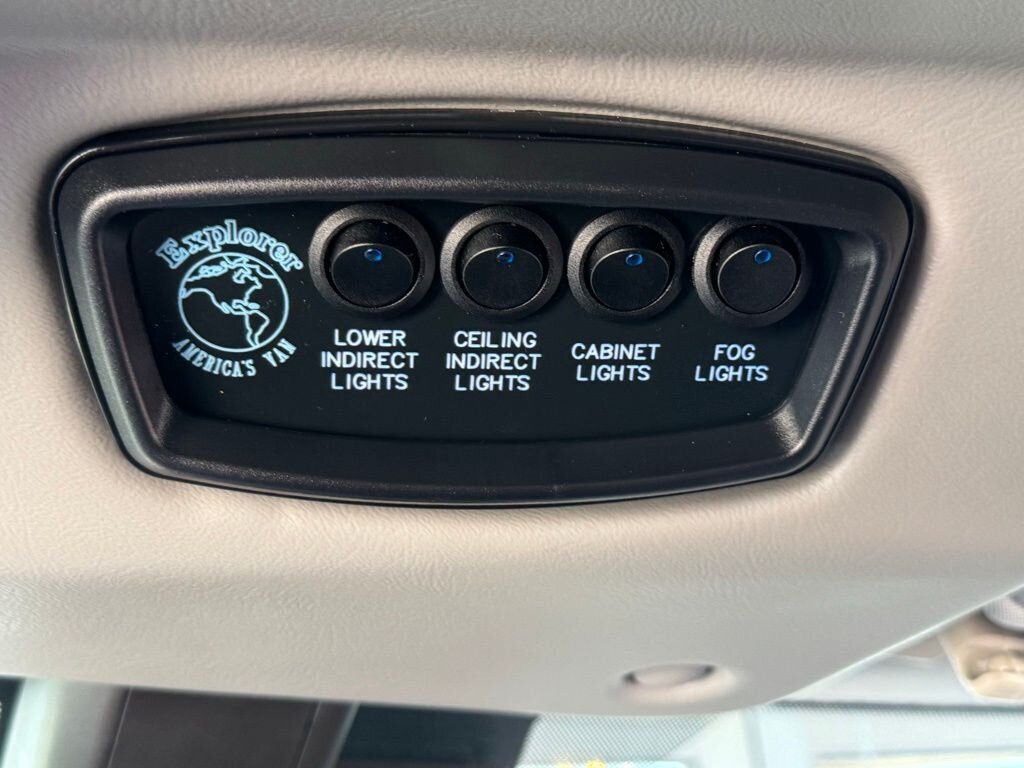 Explorer
AMERICA'S VAN
LOWER
INDIRECT
LIGHTS
CEILING
INDIRECT
LIGHTS
CABINET
LIGHTS
FOG
LIGHTS